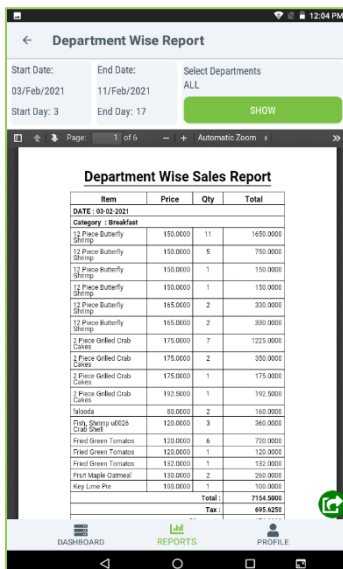 12:04 PM
Department Wise Report
Start Date: End Date: Select Departments
03/Feb/2021 11/Feb/2021 ALL
Start Day: 3 End Day: 17 SHOW
Page: 1 of 6 − + Automatic Zoom
Department Wise Sales Report
Item Price Qty Total
DATE : 03-02-2021
Category : Breakfast
12 Piece Butterfly
Shrimp 150.0000 11 1650.0000
12 Piece Butterfly
Shrimp 150.0000 5 750.0000
12 Piece Butterfly
Shrimp 150.0000 1 150.0000
12 Piece Butterfly
Shrimp 150.0000 1 150.0000
12 Piece Butterfly
Shrimp 165.0000 2 330.0000
12 Piece Butterfly
Shrimp 165.0000 2 330.0000
2 Piece Grilled Crab
Cakes 175.0000 7 1225.0000
2 Piece Grilled Crab
Cakes 175.0000 2 350.0000
2 Piece Grilled Crab
Cakes 175.0000 1 175.0000
2 Piece Grilled Crab
Cakes 192.5000 1 192.5000
falooda 80.0000 2 160.0000
Fish, Shrimp u0026
Crab Shell 120.0000 3 360.0000
Fried Green Tomatos 120.0000 6 720.0000
Fried Green Tomatos 120.0000 1 120.0000
Fried Green Tomatos 132.0000 1 132.0000
Fruit Maple Oatmeal 130.0000 2 260.0000
Key Lime Pie 100.0000 1 100.0000
Total : 7154.5000
Tax : 695.6250
DASHBOARD REPORTS PROFILE